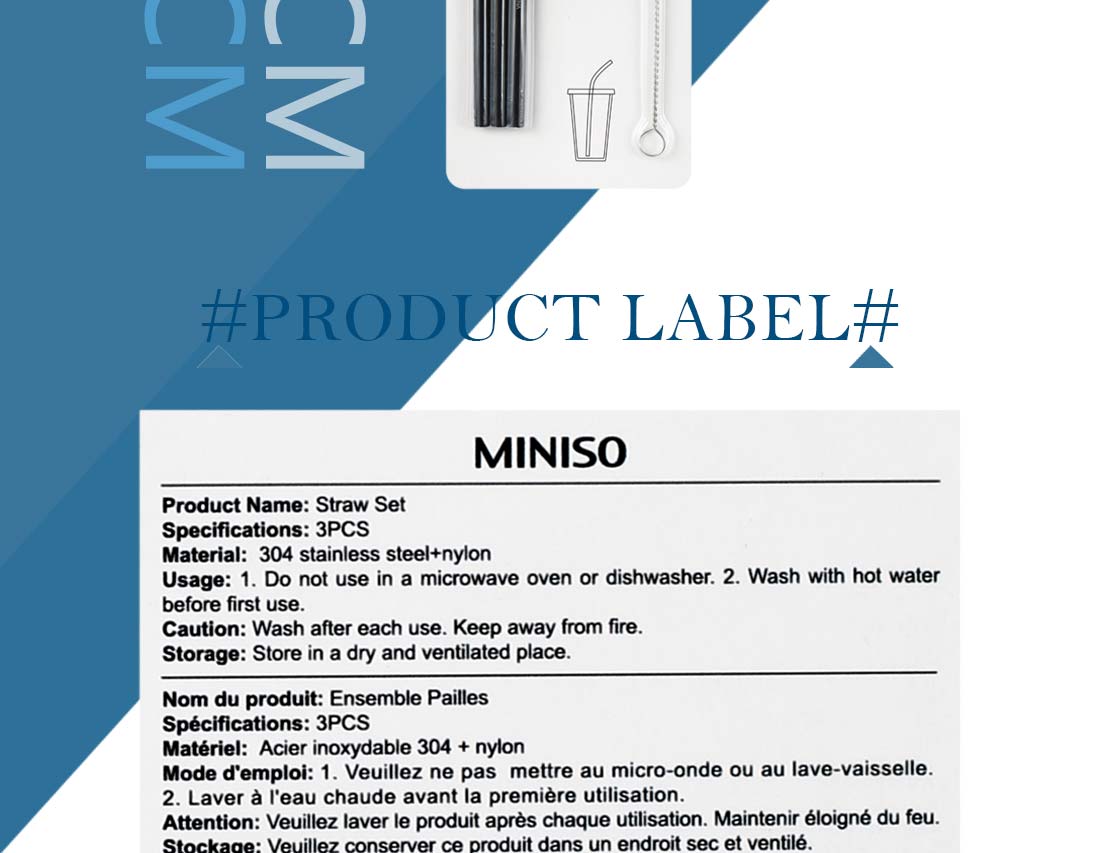 CM
CM
#PRODUCT LABEL#
MINISO
Product Name: Straw Set
Specifications: 3PCS
Material: 304 stainless steel+nylon
Usage: 1. Do not use in a microwave oven or dishwasher. 2. Wash with hot water
before first use.
Caution: Wash after each use. Keep away from fire.
Storage: Store in a dry and ventilated place.
Nom du produit: Ensemble Pailles
Spécifications: 3PCS
Matériel: Acier inoxydable 304 + nylon
Mode d'emploi: 1. Veuillez ne pas mettre au micro-onde ou au lave-vaisselle.
2. Laver à l'eau chaude avant la première utilisation.
Attention: Veuillez laver le produit après chaque utilisation. Maintenir éloigné du feu.
Stockage: Veuillez conserver ce produit dans un endroit sec et ventilé.